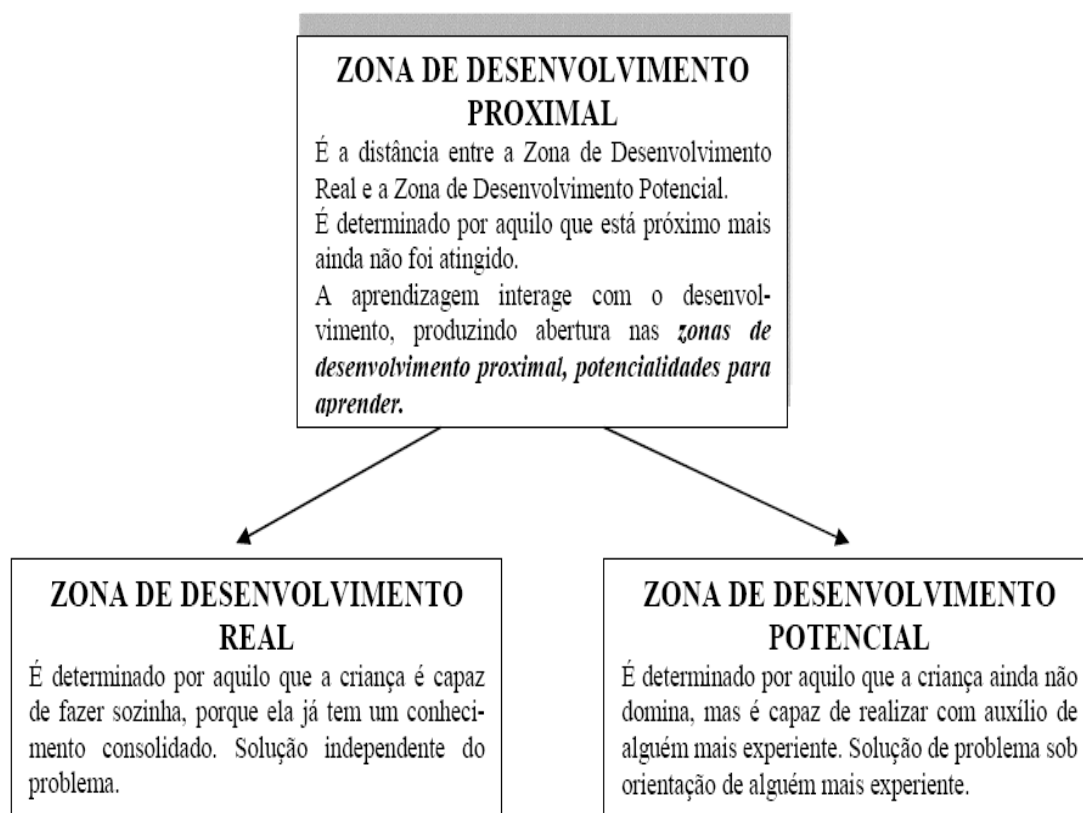 ZONA DE DESENVOLVIMENTO
PROXIMAL
É a distância entre a Zona de Desenvolvimento
Real e a Zona de Desenvolvimento Potencial.
É determinado por aquilo que está próximo mais
ainda não foi atingido.
A aprendizagem interage com o desenvol-
vimento, produzindo abertura nas zonas de
desenvolvimento proximal, potencialidades para
aprender.
ZONA DE DESENVOLVIMENTO
REAL
É determinado por aquilo que a criança é capaz
de fazer sozinha, porque ela já tem um conheci-
mento consolidado. Solução independente do
problema.
ZONA DE DESENVOLVIMENTO
POTENCIAL
É determinado por aquilo que a criança ainda não
domina, mas é capaz de realizar com auxílio de
alguém mais experiente. Solução de problema sob
orientação de alguém mais experiente.